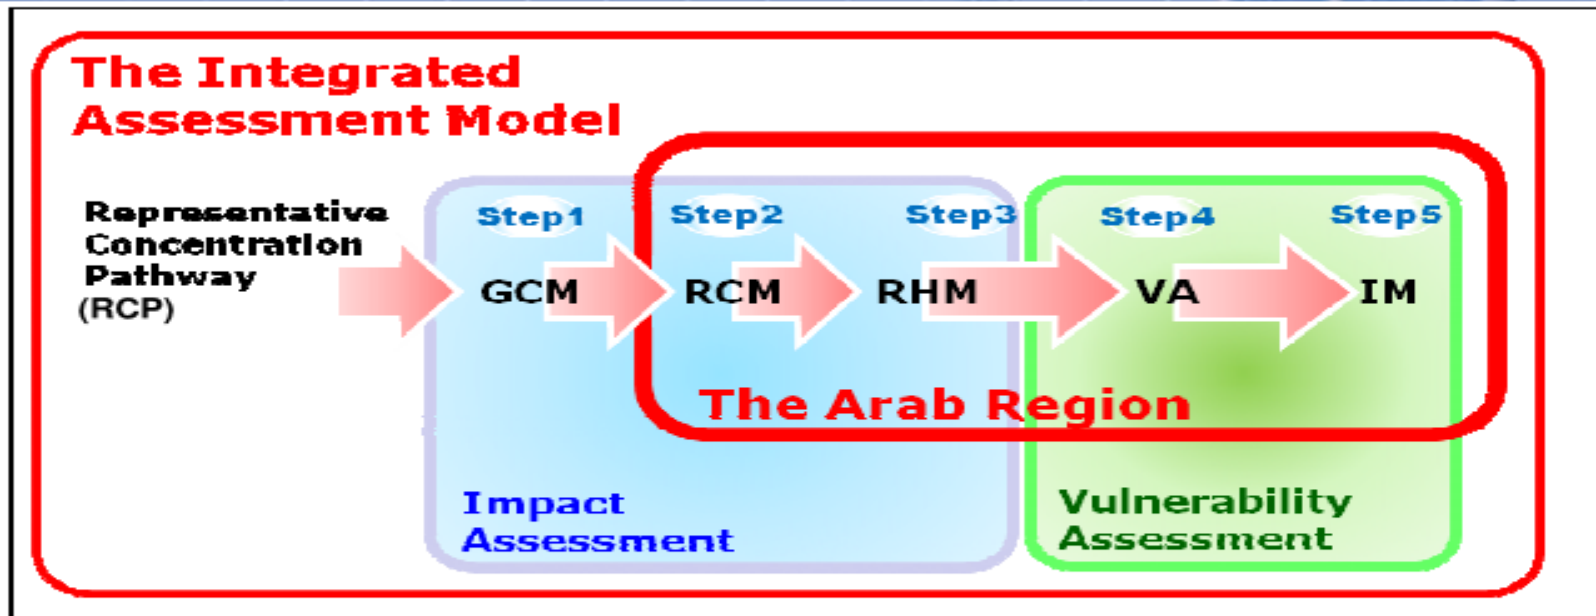 The Integrated
Assessment Model
Representative
Concentration
Pathway
(RCP)
Step1
Step2
Step3
Step4
Step5
GCM
RCM
RHM
VA
IM
The Arab Region
Impact
Assessment
Vulnerability
Assessment